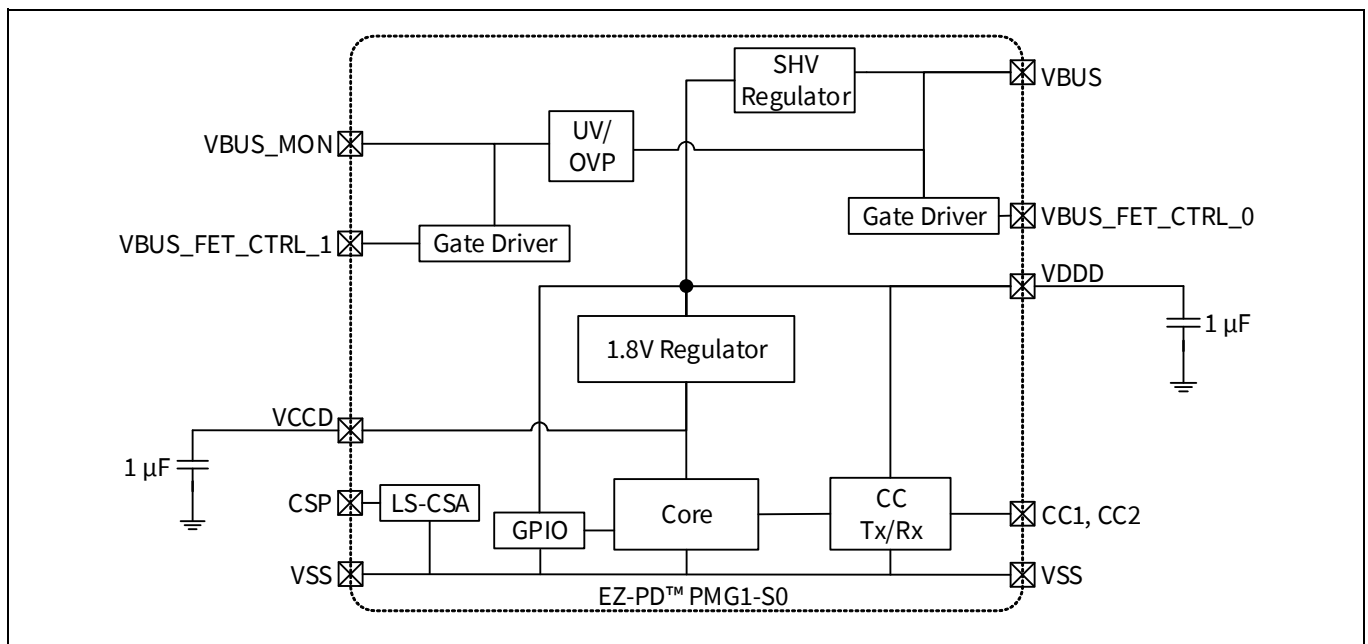 SHV
Regulator
VBUS
VBUS_MON
UV/
OVP
VBUS_FET_CTRL_1
Gate Driver
Gate Driver
VBUS_FET_CTRL_0
VDDD
1 µF
1.8V Regulator
VCCD
1 µF
CSP
LS-CSA
GPIO
Core
CC
Tx/Rx
CC1, CC2
VSS
VSS
EZ-PD™ PMG1-S0